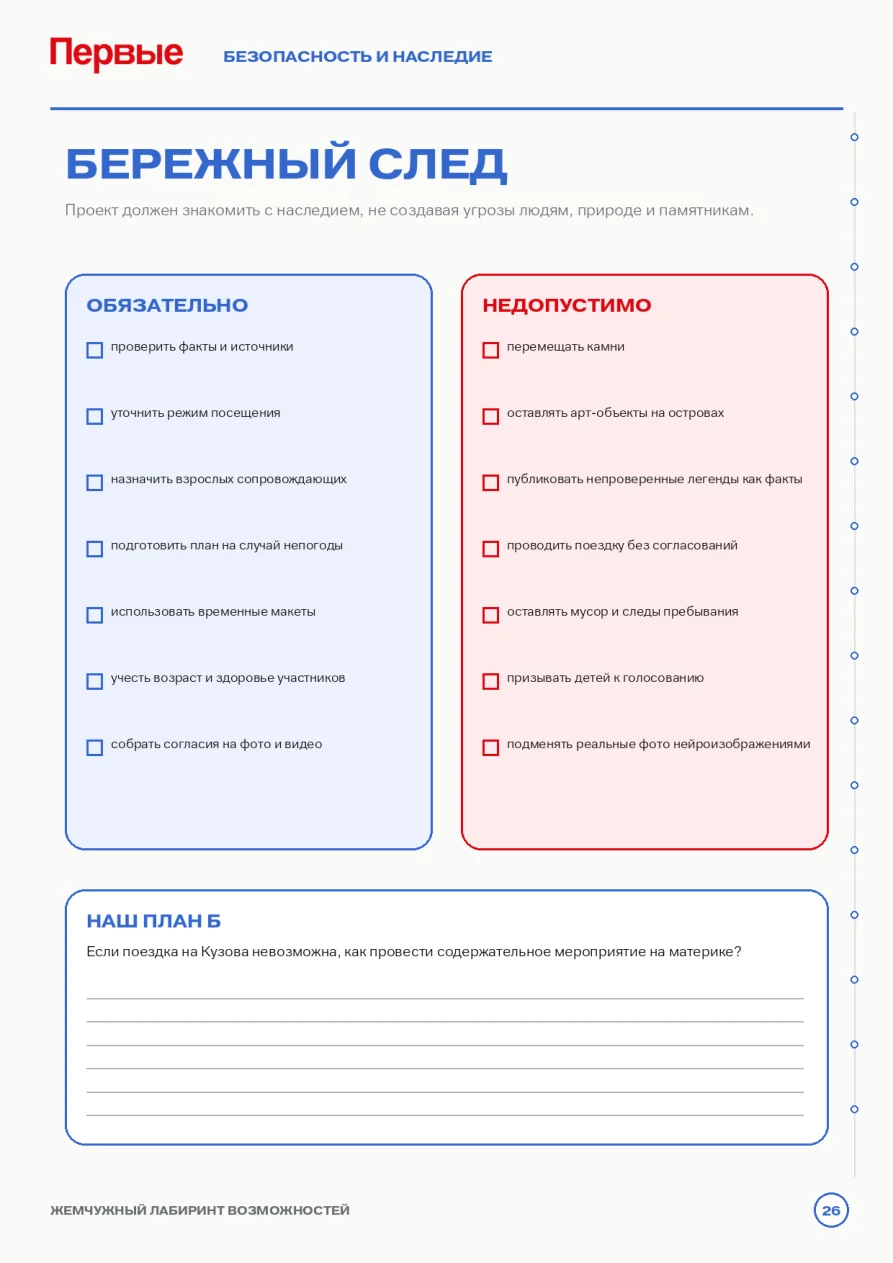 Первые
БЕЗОПАСНОСТЬ И НАСЛЕДИЕ
БЕРЕЖНЫЙ СЛЕД
Проект должен знакомить с наследием, не создавая угрозы людям, природе и памятникам.
ОБЯЗАТЕЛЬНО
проверить факты и источники
уточнить режим посещения
назначить взрослых сопровождающих
подготовить план на случай непогоды
использовать временные макеты
учесть возраст и здоровье участников
собрать согласия на фото и видео
НЕДОПУСТИМО
перемещать камни
оставлять арт-объекты на островах
публиковать непроверенные легенды как факты
проводить поездку без согласований
оставлять мусор и следы пребывания
призывать детей к голосованию
подменять реальные фото нейроизображениями
НАШ ПЛАН Б
Если поездка на Кузова невозможна, как провести содержательное мероприятие на материке?
ЖЕМЧУЖНЫЙ ЛАБИРИНТ ВОЗМОЖНОСТЕЙ
26